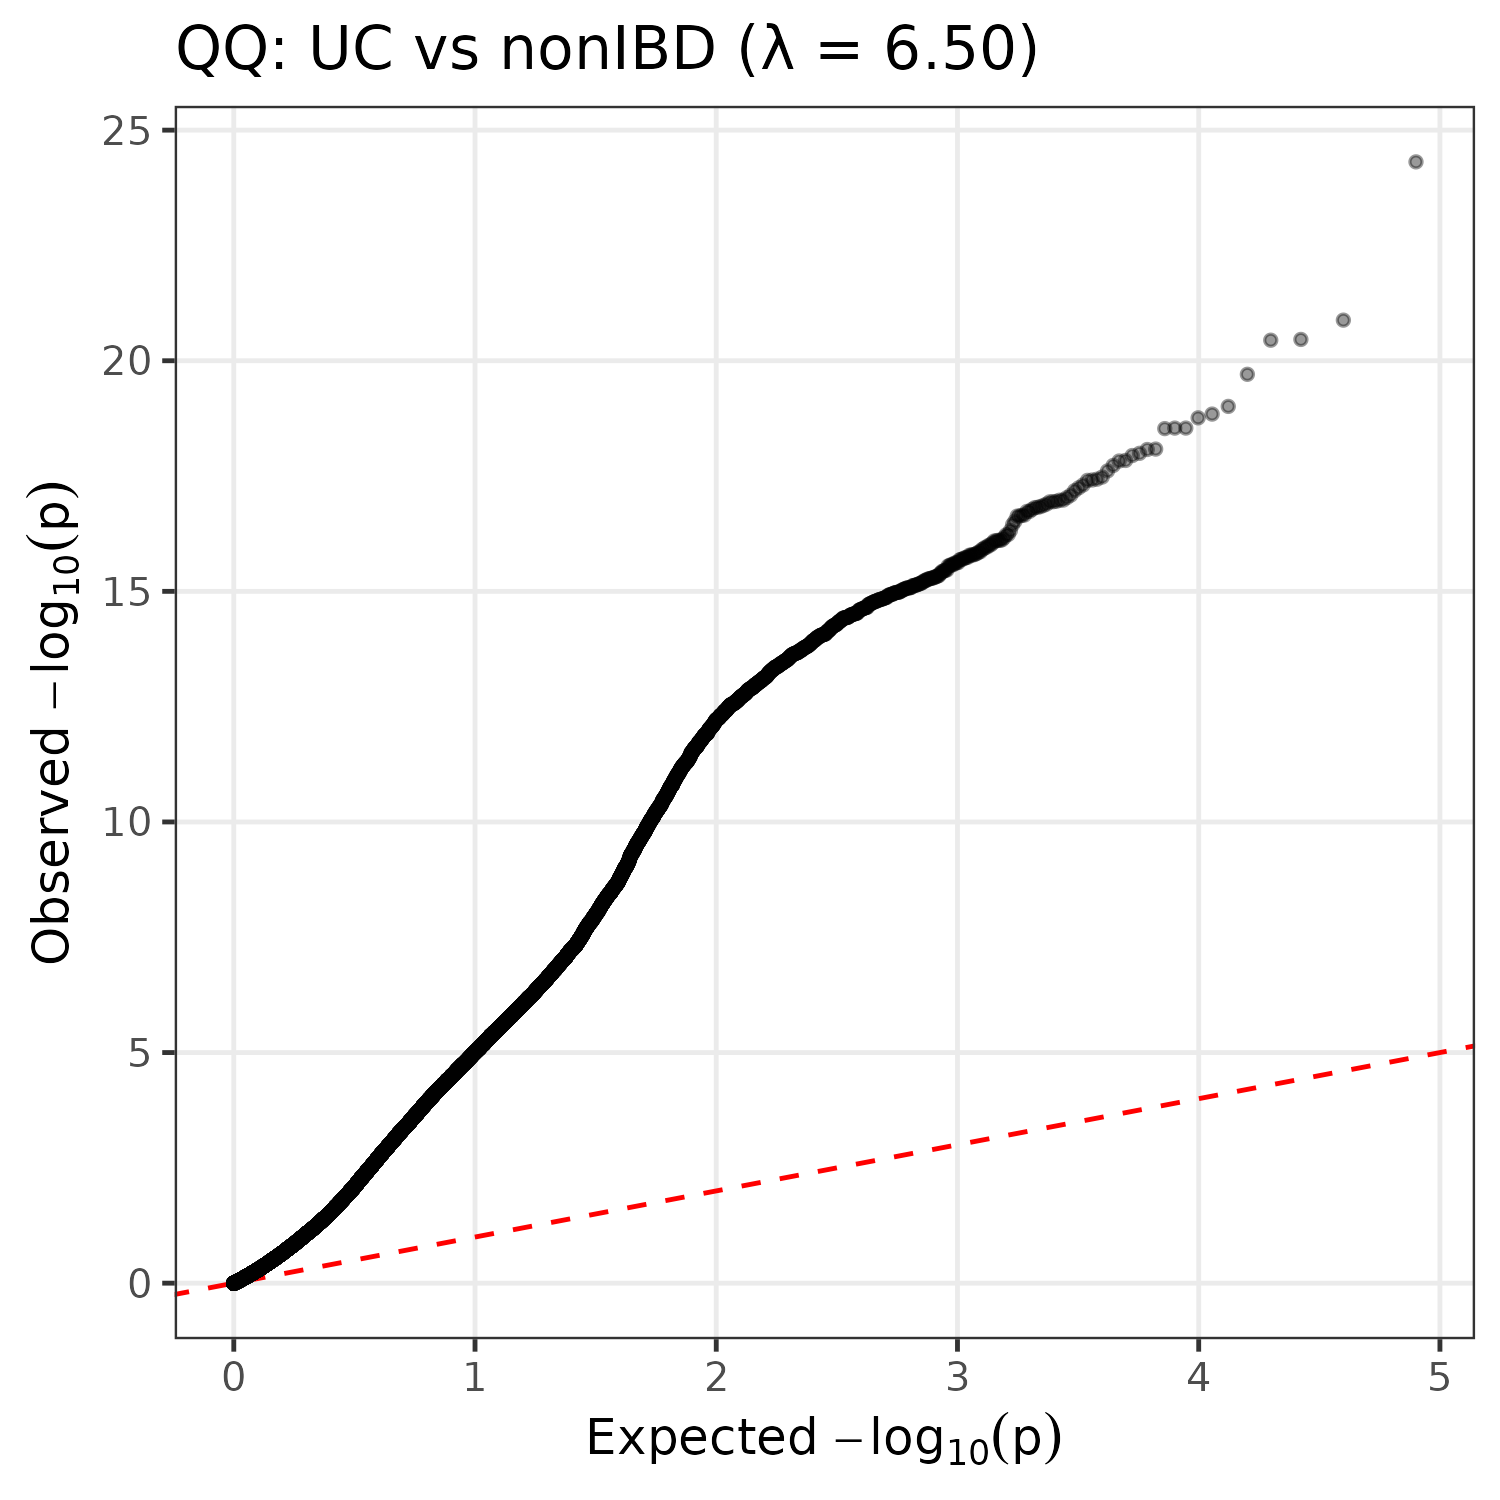 QQ: UC vs nonIBD (λ = 6.50)
Observed −log₁₀(p)
25
20
15
10
5
0
0 1 2 3 4 5
Expected −log₁₀(p)